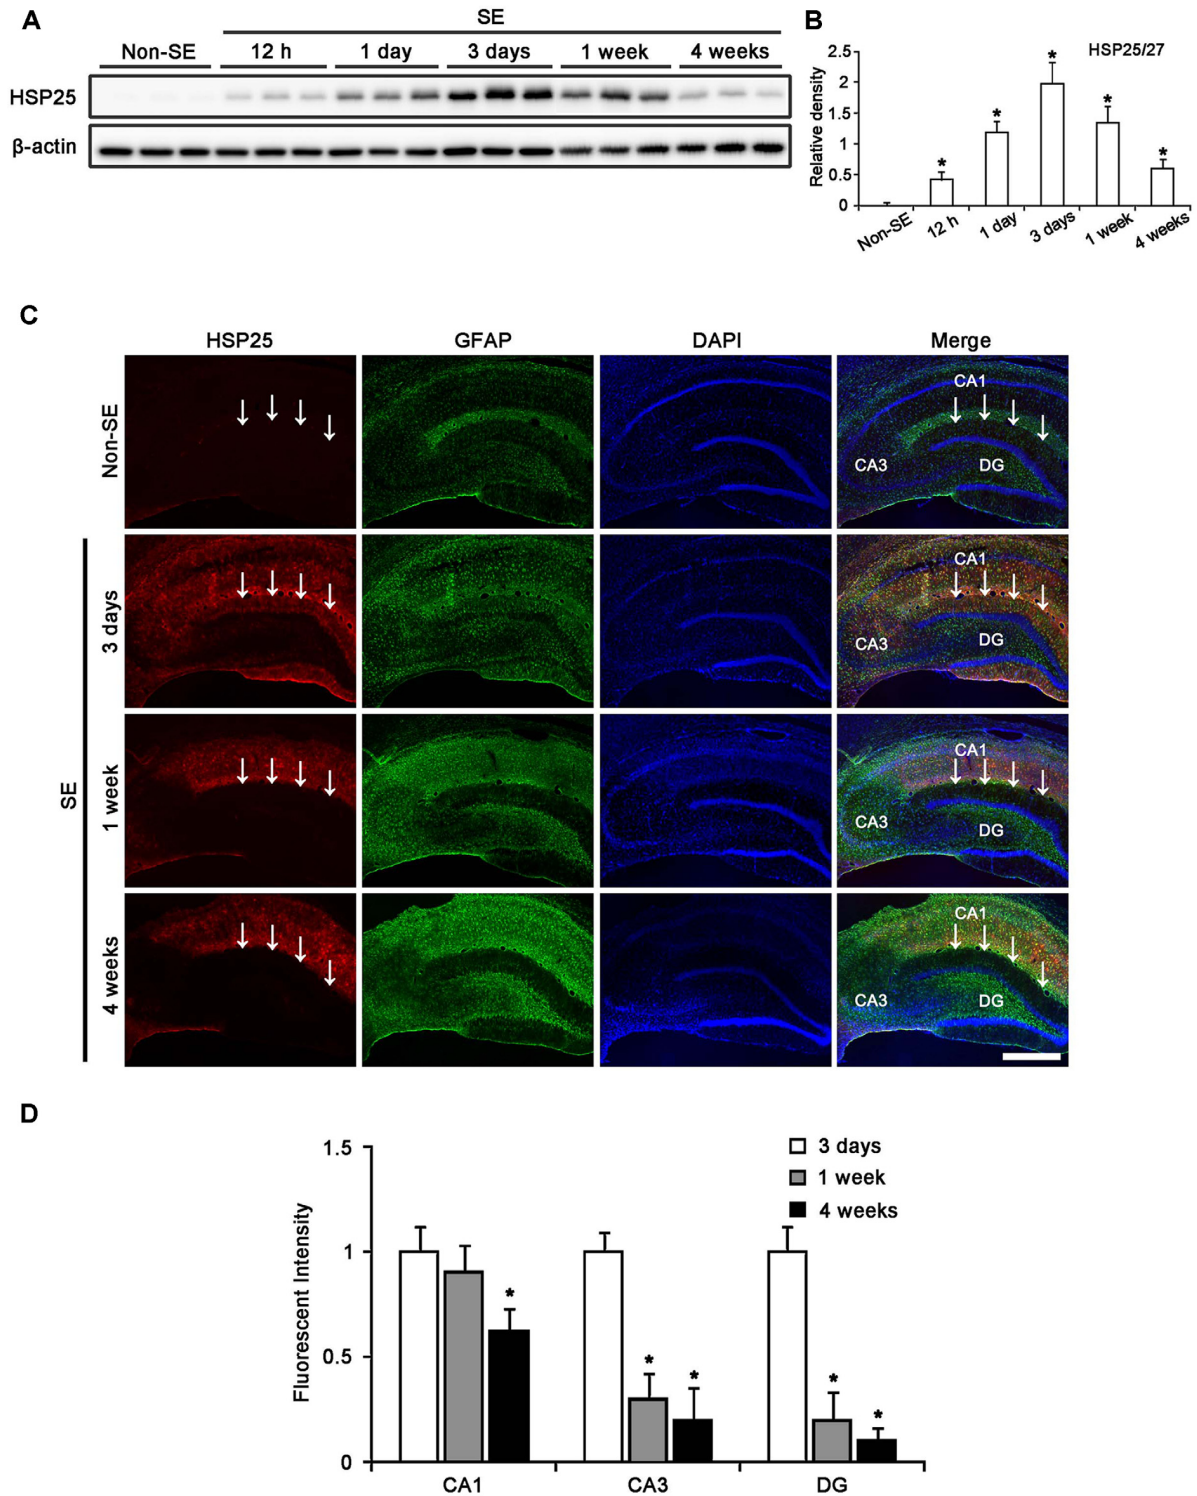 A
SE
Non-SE 12 h 1 day 3 days 1 week 4 weeks
HSP25
β-actin
B
HSP25/27
Relative density
2.5
2
1.5
1
0.5
0
* * * * *
Non-SE 12 h 1 day 3 days 1 week 4 weeks
C
HSP25 GFAP DAPI Merge
Non-SE
CA1
CA3 DG
SE
3 days
CA1
CA3 DG
1 week
CA1
CA3 DG
4 weeks
CA1
CA3 DG
D
Fluorescent Intensity
1.5
1
0.5
0
3 days
1 week
4 weeks
* * * * *
CA1 CA3 DG